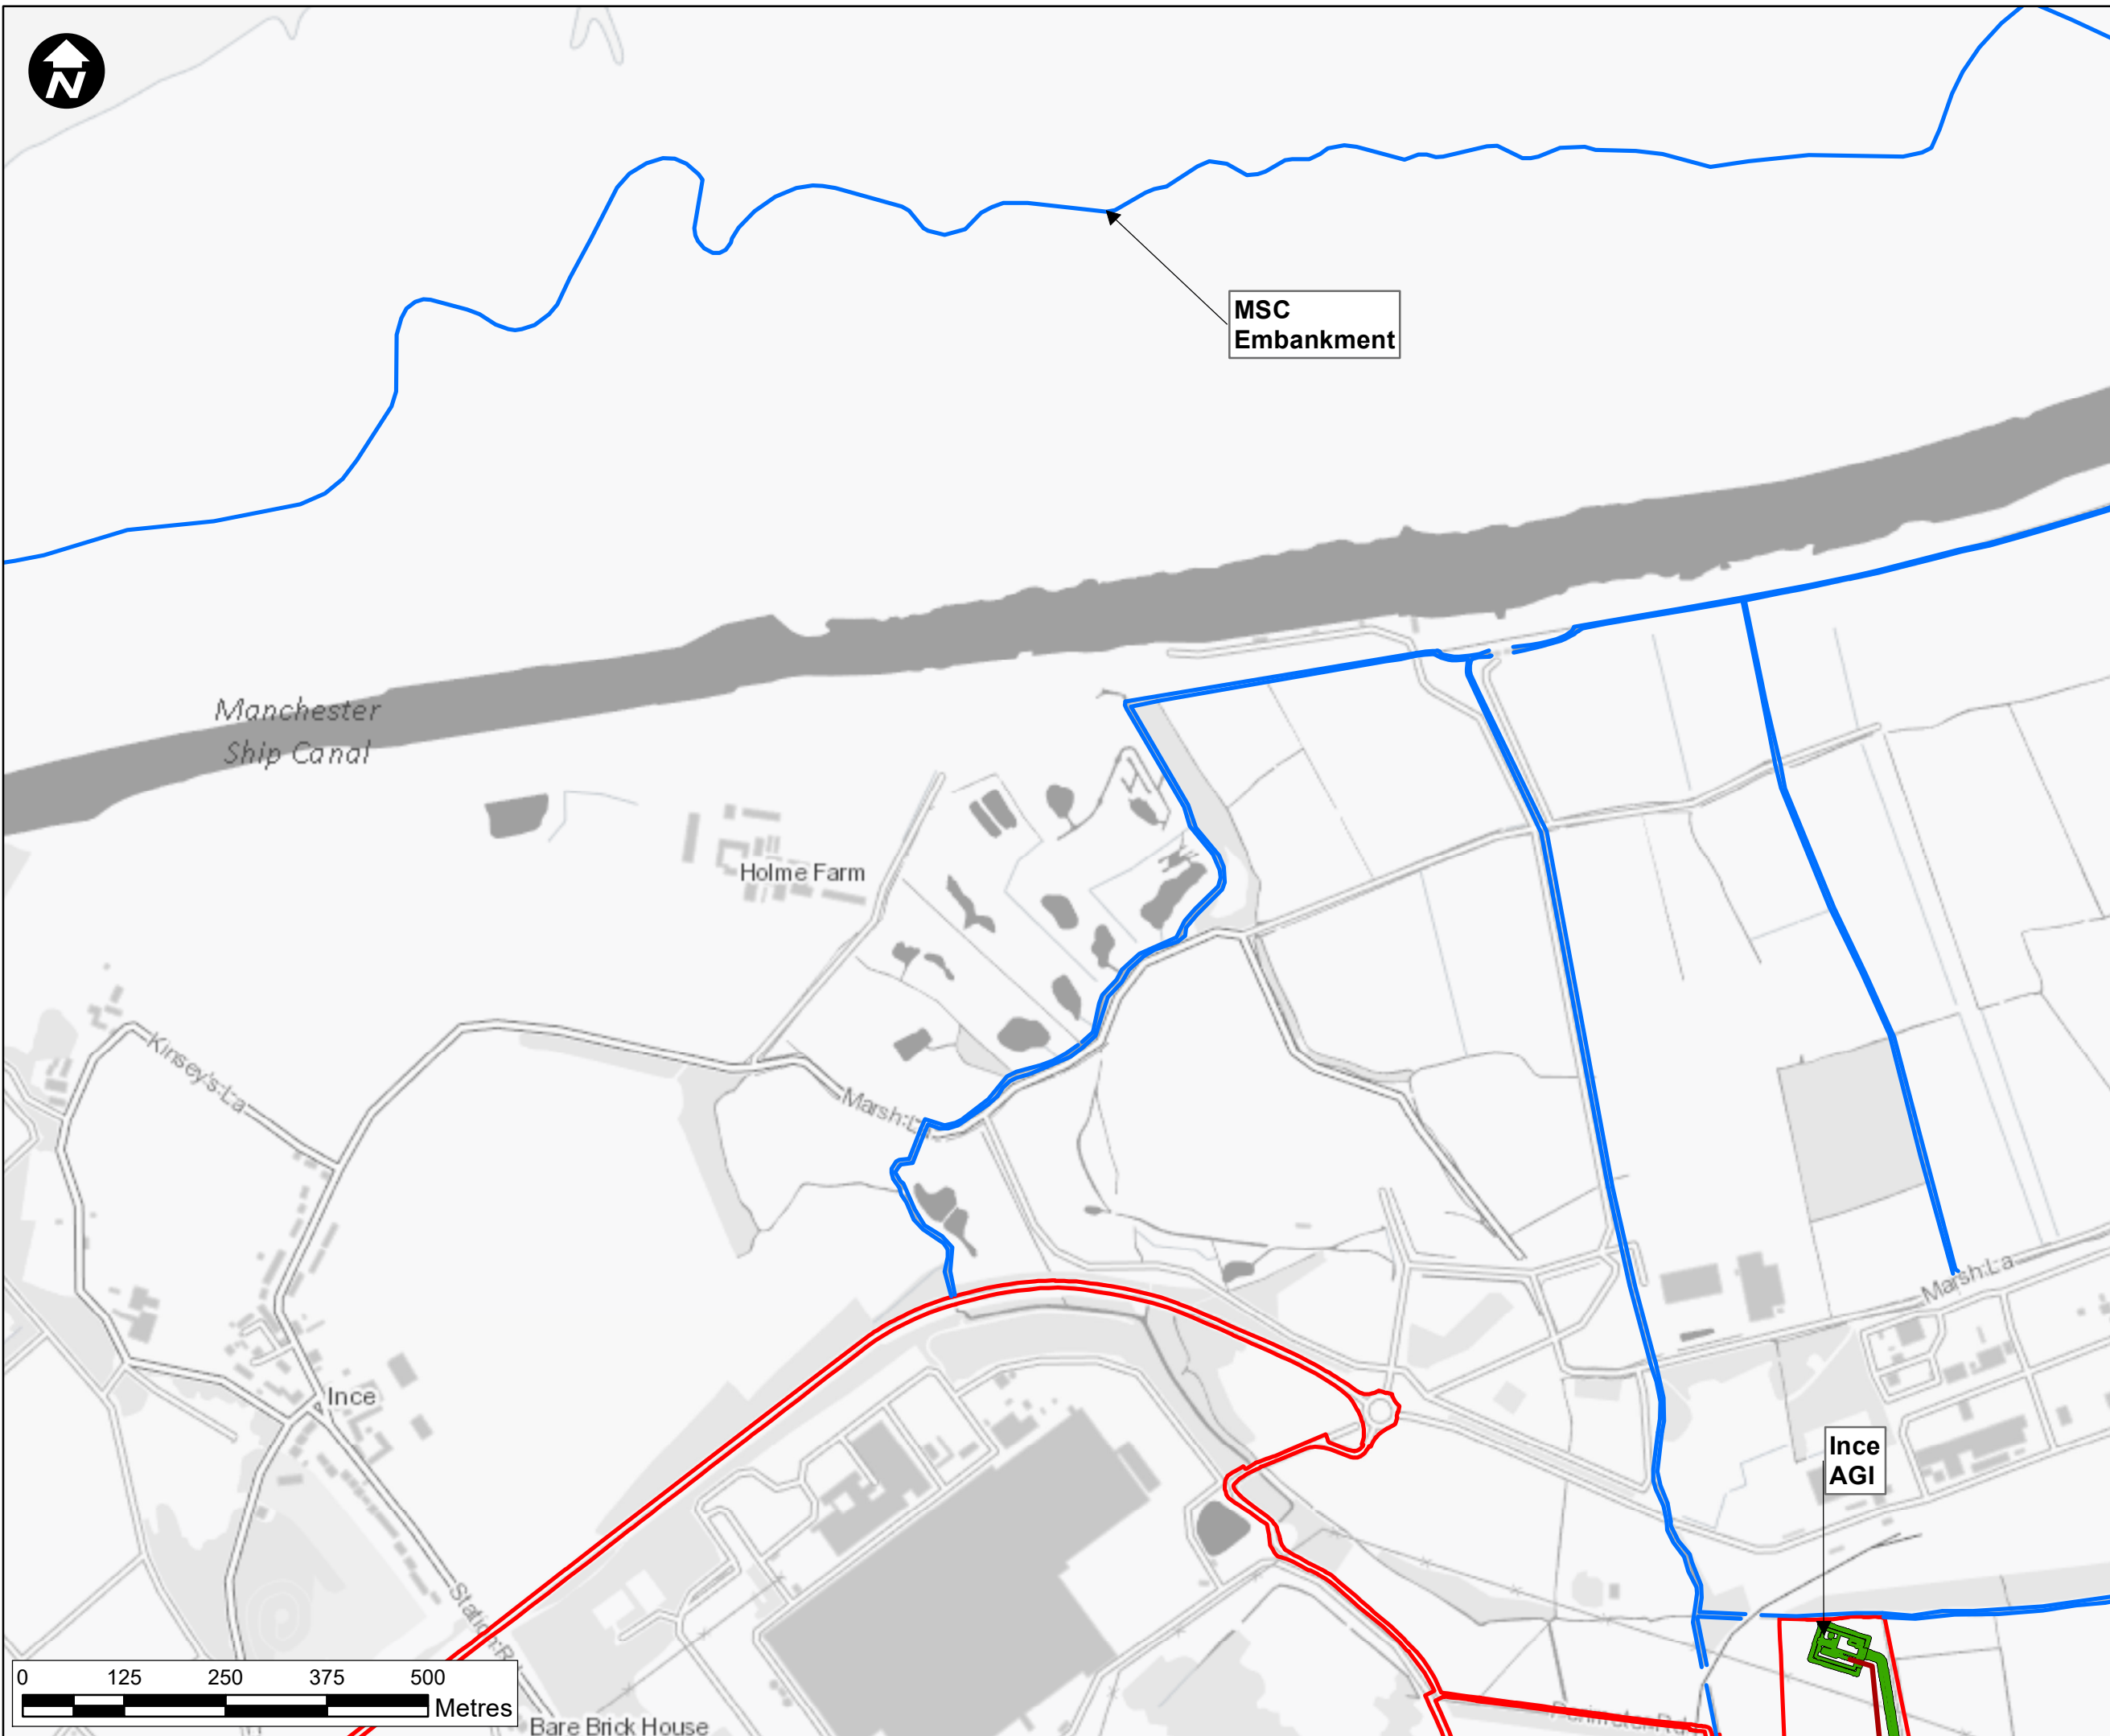 N
MSC
Embankment
Manchester
Ship Canal
Holme Farm
Kinsey's La
Marsh L
Marsh La
Ince
Ince
AGI
Station R
0 125 250 375 500
Metres
Bare Brick House